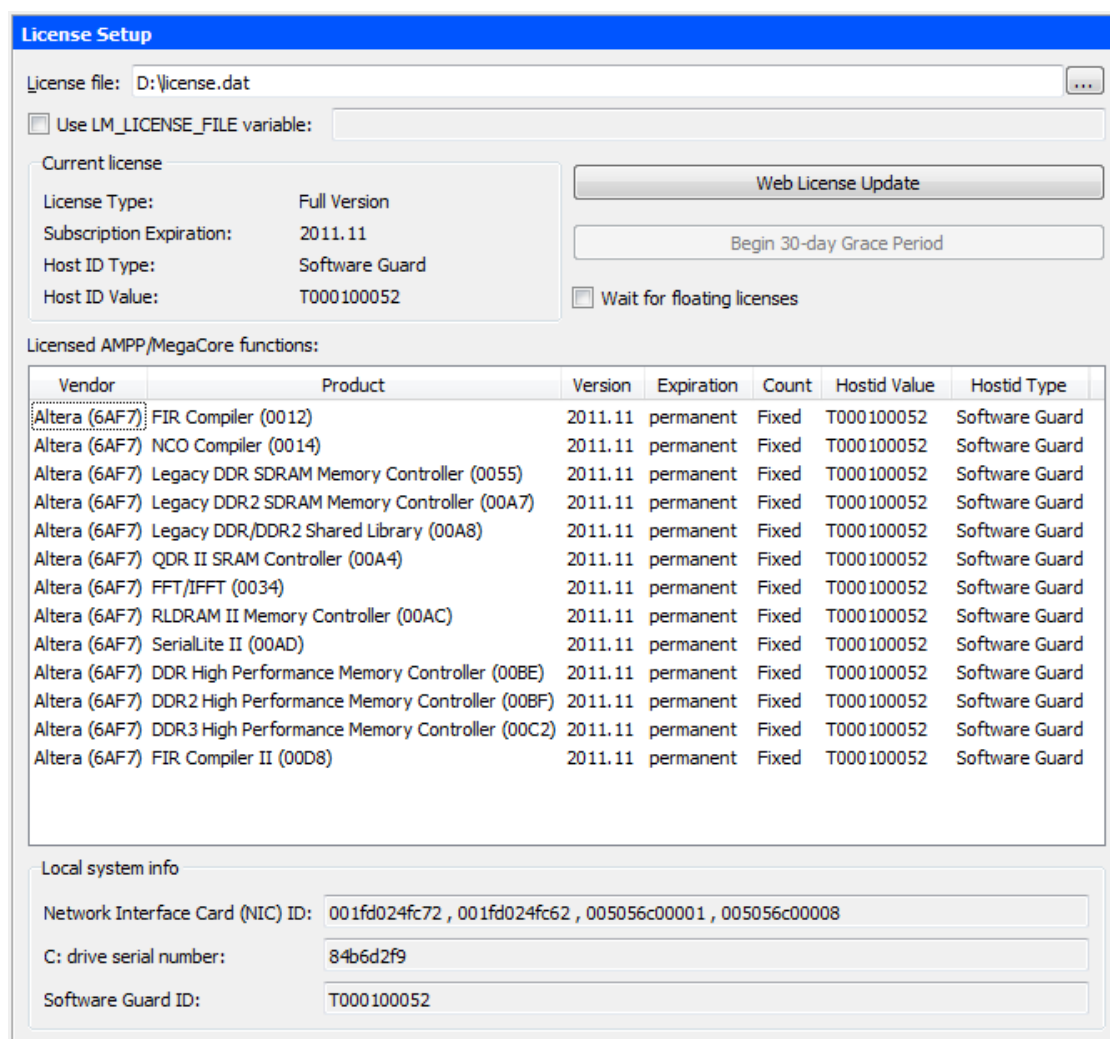 License Setup
License file: D:\license.dat ...
Use LM_LICENSE_FILE variable:
Current license
License Type: Full Version
Subscription Expiration: 2011.11
Host ID Type: Software Guard
Host ID Value: T000100052
Web License Update
Begin 30-day Grace Period
Wait for floating licenses
Licensed AMPP/MegaCore functions:
Vendor Product Version Expiration Count Hostid Value Hostid Type
Altera (6AF7) FIR Compiler (0012) 2011.11 permanent Fixed T000100052 Software Guard
Altera (6AF7) NCO Compiler (0014) 2011.11 permanent Fixed T000100052 Software Guard
Altera (6AF7) Legacy DDR SDRAM Memory Controller (0055) 2011.11 permanent Fixed T000100052 Software Guard
Altera (6AF7) Legacy DDR2 SDRAM Memory Controller (00A7) 2011.11 permanent Fixed T000100052 Software Guard
Altera (6AF7) Legacy DDR/DDR2 Shared Library (00A8) 2011.11 permanent Fixed T000100052 Software Guard
Altera (6AF7) QDR II SRAM Controller (00A4) 2011.11 permanent Fixed T000100052 Software Guard
Altera (6AF7) FFT/IFFT (0034) 2011.11 permanent Fixed T000100052 Software Guard
Altera (6AF7) RLDRAM II Memory Controller (00AC) 2011.11 permanent Fixed T000100052 Software Guard
Altera (6AF7) SerialLite II (00AD) 2011.11 permanent Fixed T000100052 Software Guard
Altera (6AF7) DDR High Performance Memory Controller (00BE) 2011.11 permanent Fixed T000100052 Software Guard
Altera (6AF7) DDR2 High Performance Memory Controller (00BF) 2011.11 permanent Fixed T000100052 Software Guard
Altera (6AF7) DDR3 High Performance Memory Controller (00C2) 2011.11 permanent Fixed T000100052 Software Guard
Altera (6AF7) FIR Compiler II (00D8) 2011.11 permanent Fixed T000100052 Software Guard
Local system info
Network Interface Card (NIC) ID: 001fd024fc72 , 001fd024fc62 , 005056c00001 , 005056c00008
C: drive serial number: 84b6d2f9
Software Guard ID: T000100052